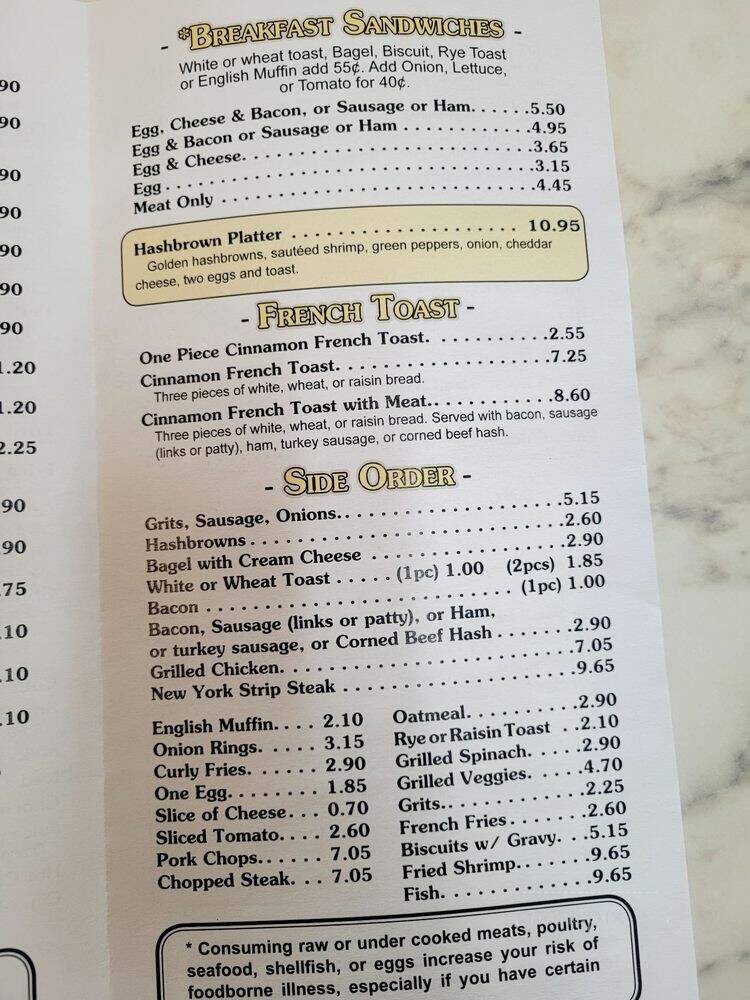 - *BREAKFAST SANDWICHES -
White or wheat toast, Bagel, Biscuit, Rye Toast
or English Muffin add 55¢. Add Onion, Lettuce,
or Tomato for 40¢.
Egg, Cheese & Bacon, or Sausage or Ham. . . . . .5.50
Egg & Bacon or Sausage or Ham . . . . . . . . . . . .4.95
Egg & Cheese. . . . . . . . . . . . . . . . . . . . . . . . . .3.65
Egg . . . . . . . . . . . . . . . . . . . . . . . . . . . . . . . . .3.15
Meat Only . . . . . . . . . . . . . . . . . . . . . . . . . . . .4.45
Hashbrown Platter . . . . . . . . . . . . . . . . . . . . 10.95
Golden hashbrowns, sautéed shrimp, green peppers, onion, cheddar
cheese, two eggs and toast.
- FRENCH TOAST -
One Piece Cinnamon French Toast. . . . . . . . . . .2.55
Cinnamon French Toast. . . . . . . . . . . . . . . . . . .7.25
Three pieces of white, wheat, or raisin bread.
Cinnamon French Toast with Meat.. . . . . . . . . . .8.60
Three pieces of white, wheat, or raisin bread. Served with bacon, sausage
(links or patty), ham, turkey sausage, or corned beef hash.
- SIDE ORDER -
Grits, Sausage, Onions.. . . . . . . . . . . . . . . . . . .5.15
Hashbrowns . . . . . . . . . . . . . . . . . . . . . . . . . . .2.60
Bagel with Cream Cheese . . . . . . . . . . . . . . . . .2.90
White or Wheat Toast . . . . . (1pc) 1.00 (2pcs) 1.85
Bacon . . . . . . . . . . . . . . . . . . . . . . . . . . (1pc) 1.00
Bacon, Sausage (links or patty), or Ham,
or turkey sausage, or Corned Beef Hash . . . . . . .2.90
Grilled Chicken. . . . . . . . . . . . . . . . . . . . . . . . .7.05
New York Strip Steak . . . . . . . . . . . . . . . . . . . .9.65
English Muffin. . . . 2.10
Onion Rings. . . . . . 3.15
Curly Fries. . . . . . . 2.90
One Egg. . . . . . . . . 1.85
Slice of Cheese. . . 0.70
Sliced Tomato. . . . 2.60
Pork Chops.. . . . . . 7.05
Chopped Steak. . . 7.05
Oatmeal. . . . . . . . . .2.90
Rye or Raisin Toast . .2.10
Grilled Spinach. . . . .2.90
Grilled Veggies. . . . .4.70
Grits.. . . . . . . . . . . .2.25
French Fries . . . . . . .2.60
Biscuits w/ Gravy. . .5.15
Fried Shrimp.. . . . . .9.65
Fish. . . . . . . . . . . . .9.65
* Consuming raw or under cooked meats, poultry,
seafood, shellfish, or eggs increase your risk of
foodborne illness, especially if you have certain
90
90
90
90
90
90
90
1.20
1.20
2.25
.90
.90
.75
.10
.10
.10